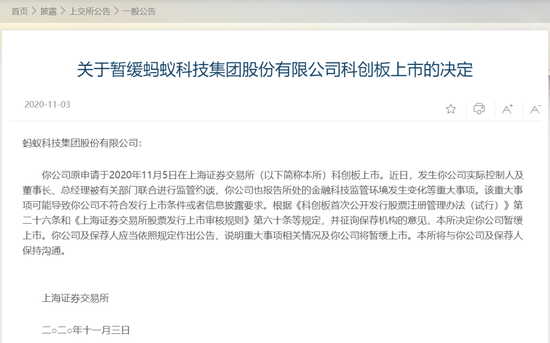 首页 > 披露 > 上交所公告 > 一般公告
关于暂缓蚂蚁科技集团股份有限公司科创板上市的决定
2020-11-03
A+ A-
蚂蚁科技集团股份有限公司：
你公司原申请于2020年11月5日在上海证券交易所（以下简称本所）科创板上市。近日，发生你公司实际控制人及
董事长、总经理被有关部门联合进行监管约谈，你公司也报告所处的金融科技监管环境发生变化等重大事项。该重大事
项可能导致你公司不符合发行上市条件或者信息披露要求。根据《科创板首次公开发行股票注册管理办法（试行）》第
二十六条和《上海证券交易所股票发行上市审核规则》第六十条等规定，并征询保荐机构的意见，本所决定你公司暂缓
上市。你公司及保荐人应当依照规定作出公告，说明重大事项相关情况及你公司将暂缓上市。本所将与你公司及保荐人
保持沟通。
上海证券交易所
二○二○年十一月三日